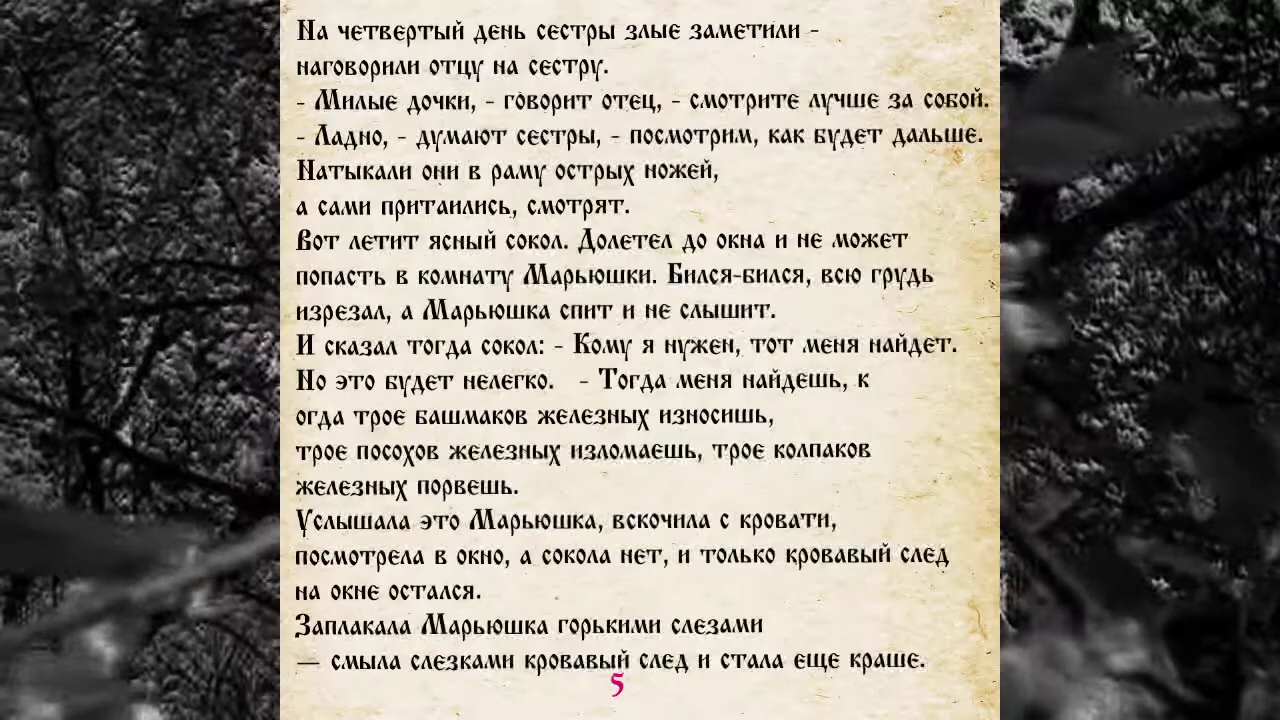 На четвертый день сестры злые заметили -
наговорили отцу на сестру.
- Милые дочки, - говорит отец, - смотрите лучше за собой.
- Ладно, - думают сестры, - посмотрим, как будет дальше.
Натыкали они в раму острых ножей,
а сами притаились, смотрят.
Вот летит ясный сокол. Долетел до окна и не может
попасть в комнату Марьюшки. Бился-бился, всю грудь
изрезал, а Марьюшка спит и не слышит.
И сказал тогда сокол: - Кому я нужен, тот меня найдет.
Но это будет нелегко. - Тогда меня найдешь, к
огда трое башмаков железных износишь,
трое посохов железных изломаешь, трое колпаков
железных порвешь.
Услышала это Марьюшка, вскочила с кровати,
посмотрела в окно, а сокола нет, и только кровавый след
на окне остался.
Заплакала Марьюшка горькими слезами
— смыла слезками кровавый след и стала еще краше.
5